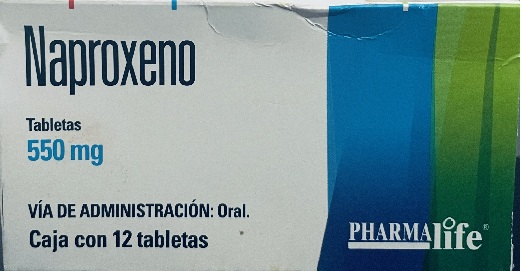 Naproxeno
Tabletas
550 mg
VÍA DE ADMINISTRACIÓN: Oral.
Caja con 12 tabletas
PHARMAlife®